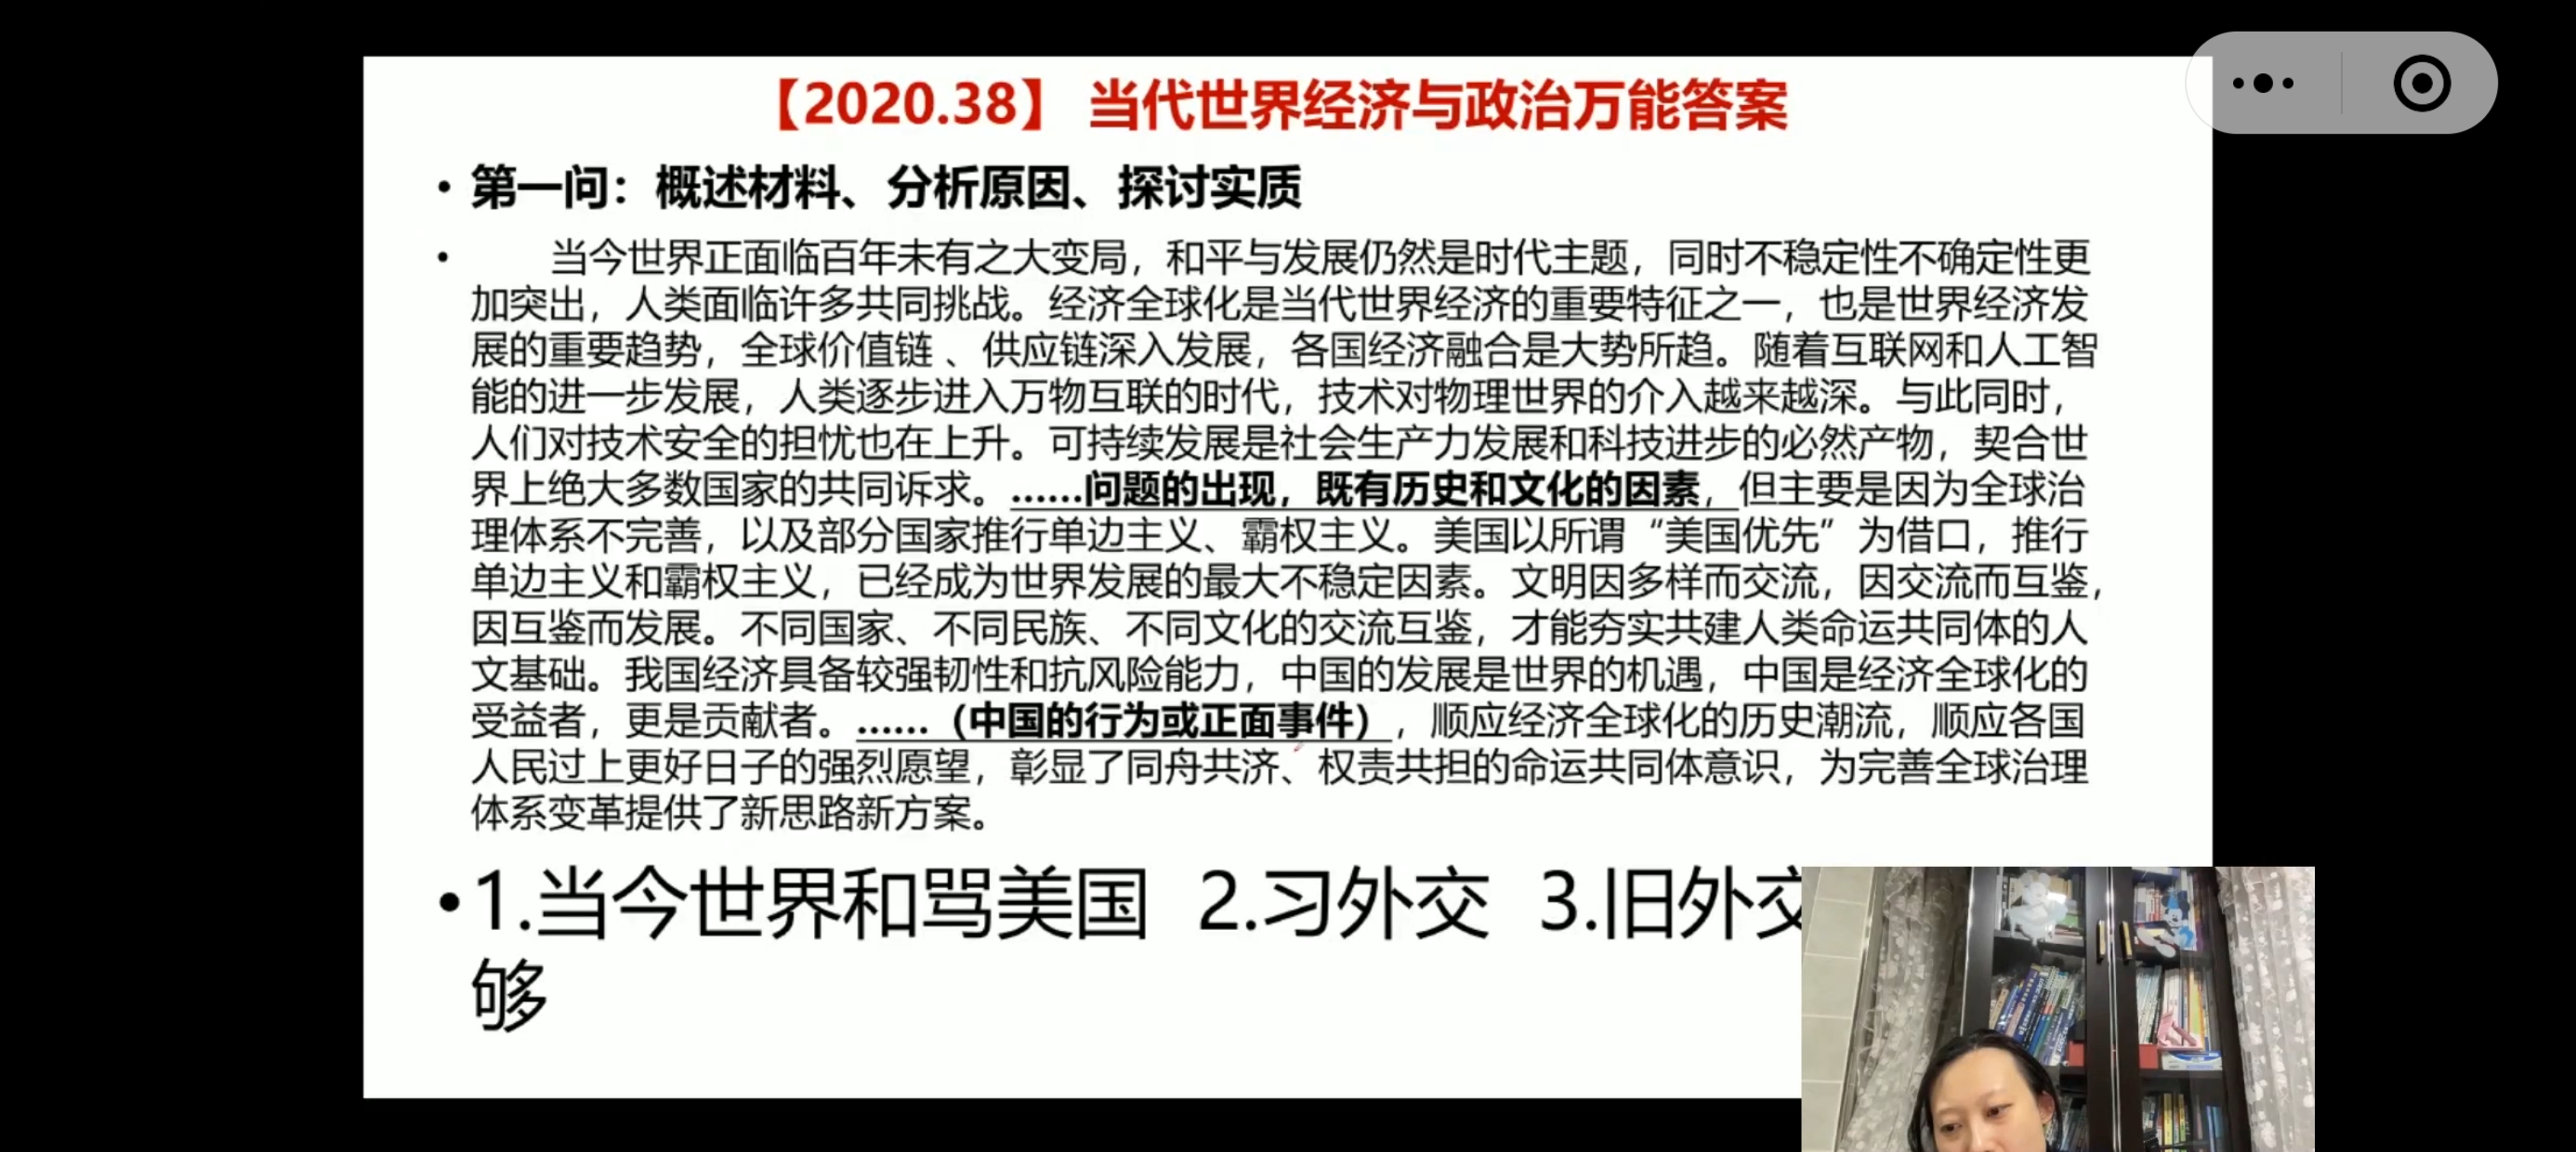 【2020.38】 当代世界经济与政治万能答案
• 第一问：概述材料、分析原因、探讨实质
• 当今世界正面临百年未有之大变局，和平与发展仍然是时代主题，同时不稳定性不确定性更
加突出，人类面临许多共同挑战。经济全球化是当代世界经济的重要特征之一，也是世界经济发
展的重要趋势，全球价值链 、供应链深入发展，各国经济融合是大势所趋。随着互联网和人工智
能的进一步发展，人类逐步进入万物互联的时代，技术对物理世界的介入越来越深。与此同时，
人们对技术安全的担忧也在上升。可持续发展是社会生产力发展和科技进步的必然产物，契合世
界上绝大多数国家的共同诉求。……问题的出现，既有历史和文化的因素，但主要是因为全球治
理体系不完善，以及部分国家推行单边主义、霸权主义。美国以所谓“美国优先”为借口，推行
单边主义和霸权主义，已经成为世界发展的最大不稳定因素。文明因多样而交流，因交流而互鉴，
因互鉴而发展。不同国家、不同民族、不同文化的交流互鉴，才能夯实共建人类命运共同体的人
文基础。我国经济具备较强韧性和抗风险能力，中国的发展是世界的机遇，中国是经济全球化的
受益者，更是贡献者。……（中国的行为或正面事件），顺应经济全球化的历史潮流，顺应各国
人民过上更好日子的强烈愿望，彰显了同舟共济、权责共担的命运共同体意识，为完善全球治理
体系变革提供了新思路新方案。
•1.当今世界和骂美国 2.习外交 3.旧外交
够